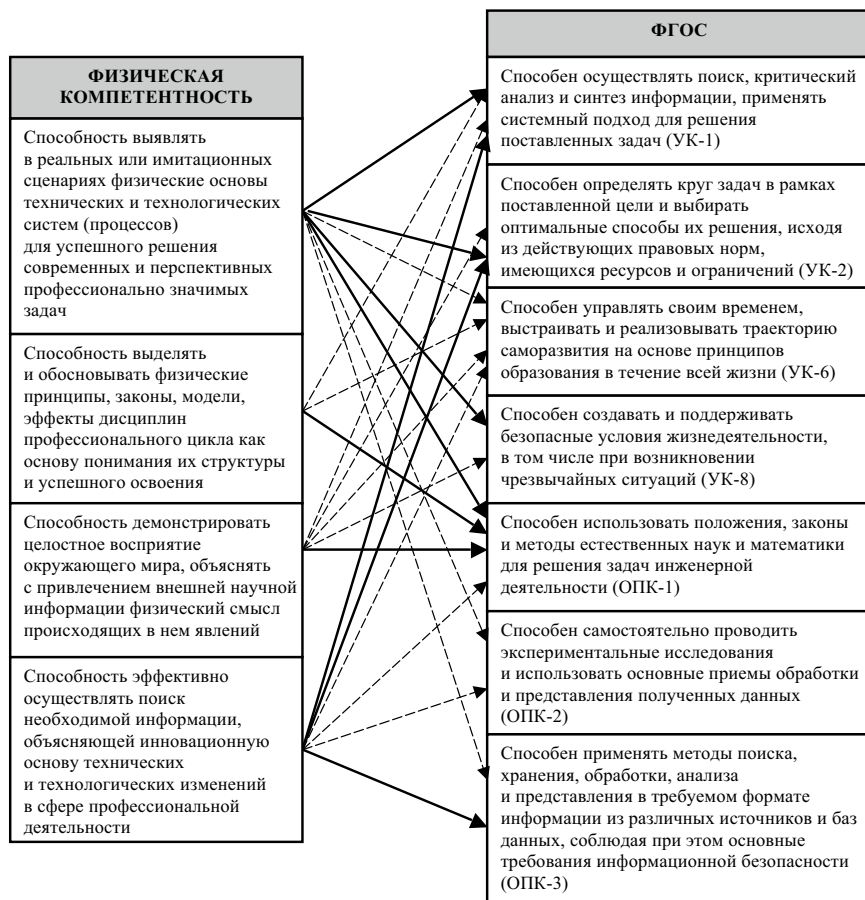 ФИЗИЧЕСКАЯ
КОМПЕТЕНТНОСТЬ
Способность выявлять
в реальных или имитационных
сценариях физические основы
технических и технологических
систем (процессов)
для успешного решения
современных и перспективных
профессионально значимых
задач
Способность выделять
и обосновывать физические
принципы, законы, модели,
эффекты дисциплин
профессионального цикла как
основу понимания их структуры
и успешного освоения
Способность демонстрировать
целостное восприятие
окружающего мира, объяснять
с привлечением внешней научной
информации физический смысл
происходящих в нем явлений
Способность эффективно
осуществлять поиск
необходимой информации,
объясняющей инновационную
основу технических
и технологических изменений
в сфере профессиональной
деятельности
ФГОС
Способен осуществлять поиск, критический
анализ и синтез информации, применять
системный подход для решения
поставленных задач (УК-1)
Способен определять круг задач в рамках
поставленной цели и выбирать
оптимальные способы их решения, исходя
из действующих правовых норм,
имеющихся ресурсов и ограничений (УК-2)
Способен управлять своим временем,
выстраивать и реализовывать траекторию
саморазвития на основе принципов
образования в течение всей жизни (УК-6)
Способен создавать и поддерживать
безопасные условия жизнедеятельности,
в том числе при возникновении
чрезвычайных ситуаций (УК-8)
Способен использовать положения, законы
и методы естественных наук и математики
для решения задач инженерной
деятельности (ОПК-1)
Способен самостоятельно проводить
экспериментальные исследования
и использовать основные приемы обработки
и представления полученных данных
(ОПК-2)
Способен применять методы поиска,
хранения, обработки, анализа
и представления в требуемом формате
информации из различных источников и баз
данных, соблюдая при этом основные
требования информационной безопасности
(ОПК-3)